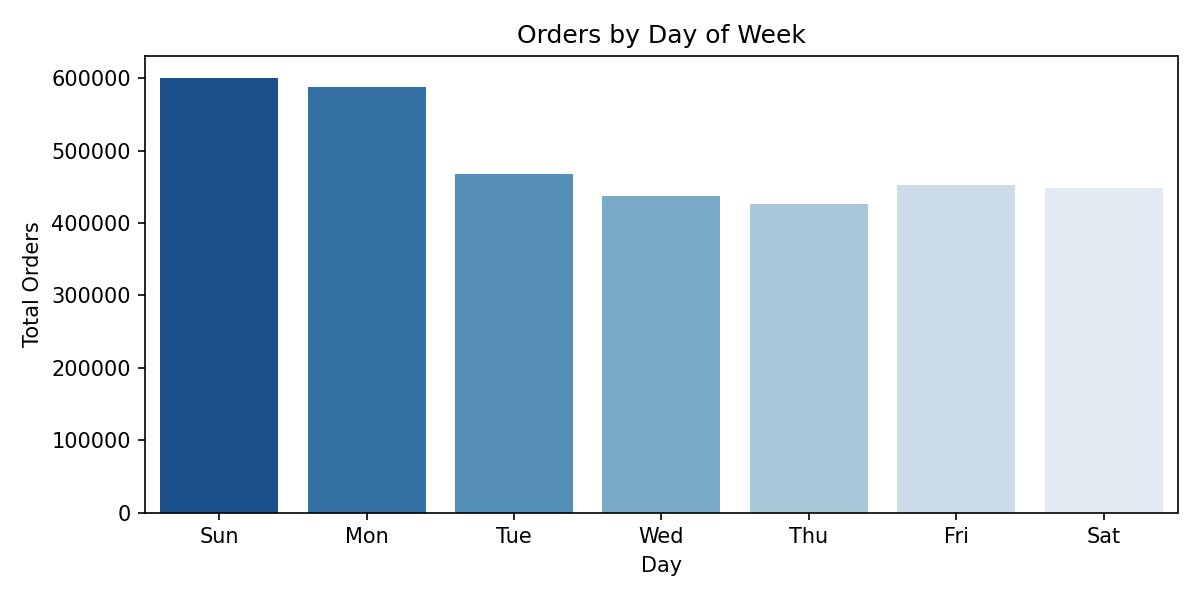 Orders by Day of Week
Total Orders
600000
500000
400000
300000
200000
100000
0
Sun Mon Tue Wed Thu Fri Sat
Day